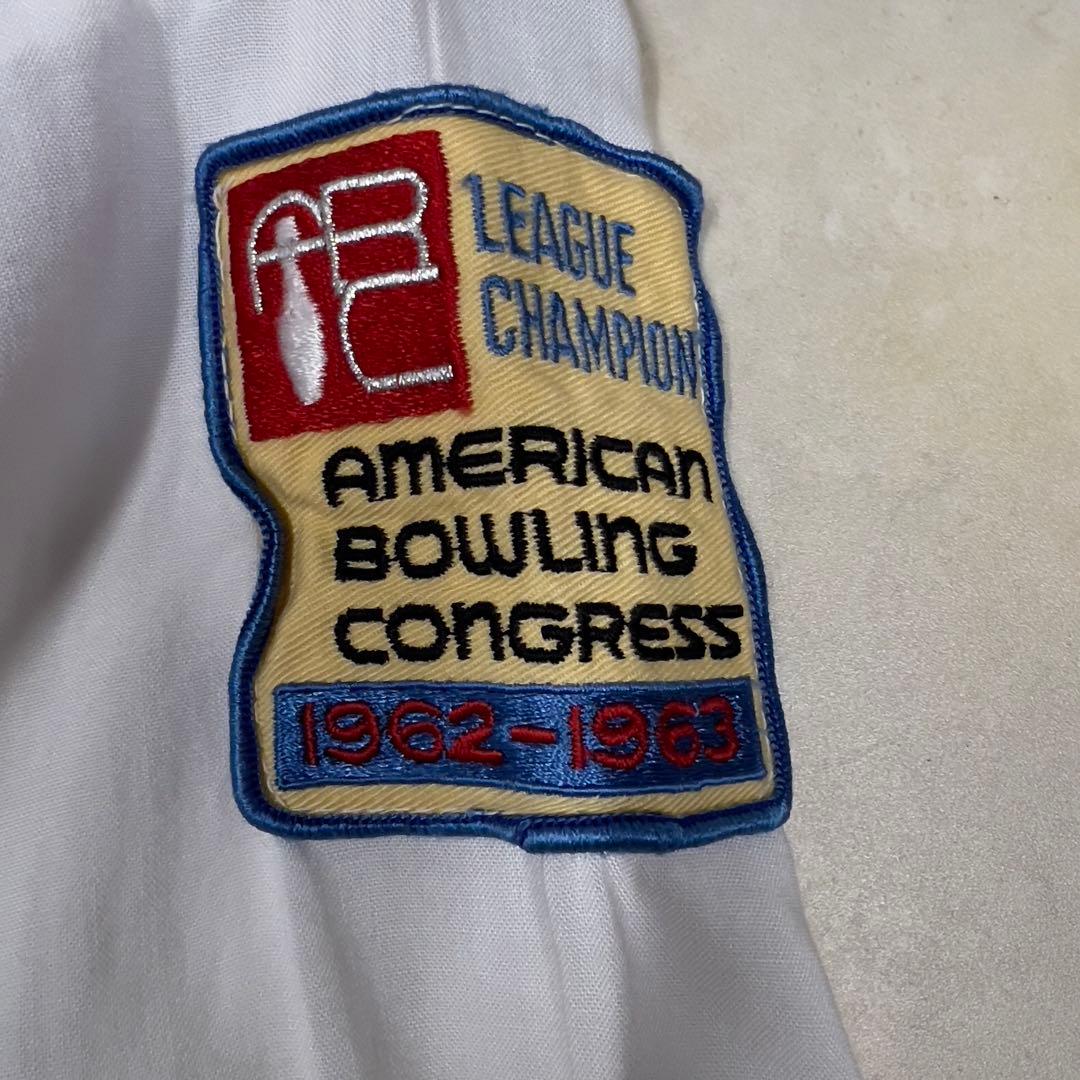 ABC
LEAGUE
CHAMPION
AMERICAN
BOWLING
CONGRESS
1962-1963